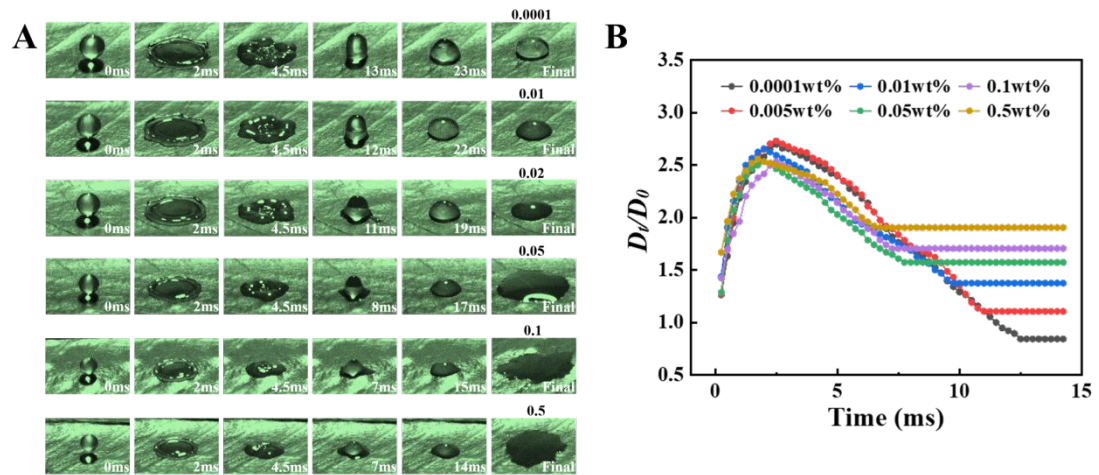 A
0.0001
0ms 2ms 4.5ms 13ms 23ms Final
0.01
0ms 2ms 4.5ms 12ms 22ms Final
0.02
0ms 2ms 4.5ms 11ms 19ms Final
0.05
0ms 2ms 4.5ms 8ms 17ms Final
0.1
0ms 2ms 4.5ms 7ms 15ms Final
0.5
0ms 2ms 4.5ms 7ms 14ms Final
B
0.0001wt% 0.01wt% 0.1wt%
0.005wt% 0.05wt% 0.5wt%
3.5
3.0
2.5
2.0
1.5
1.0
0.5
Dt/D0
0 5 10 15
Time (ms)